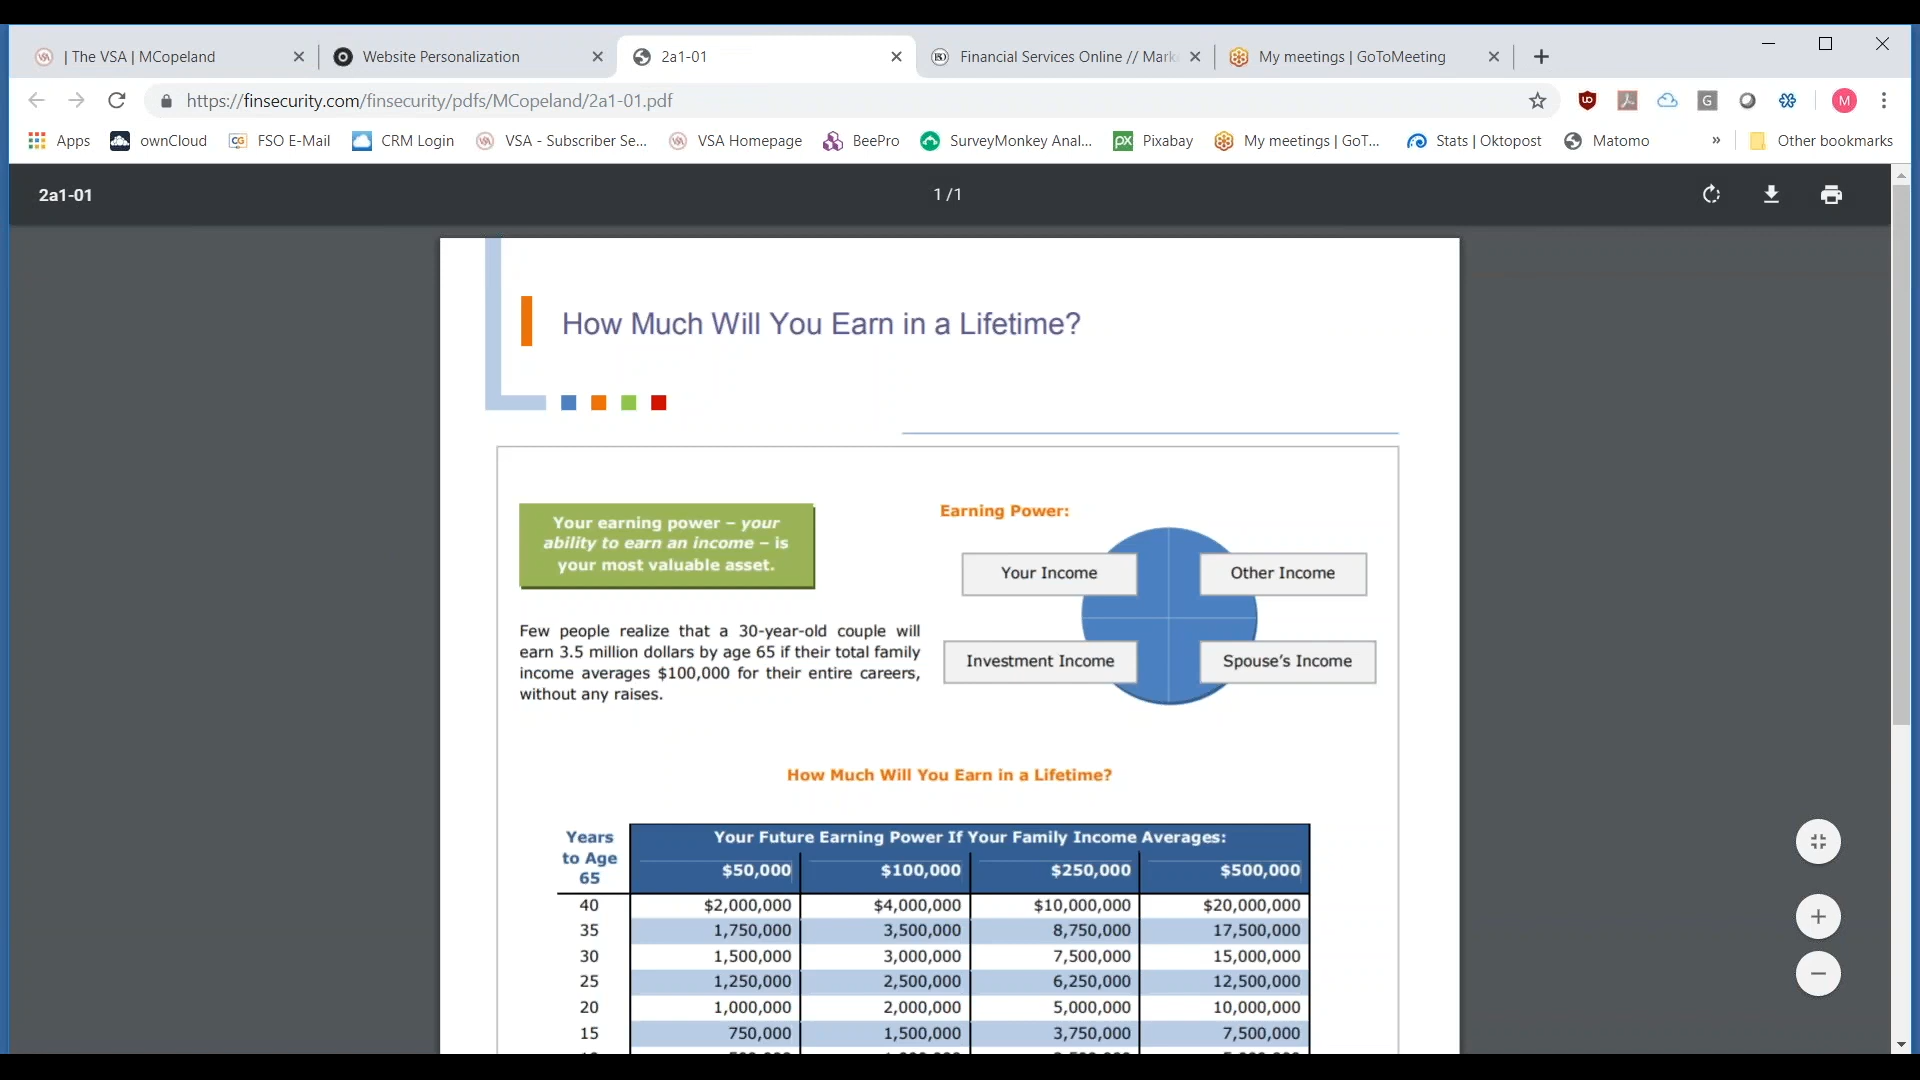 | The VSA | MCopeland
Website Personalization
2a1-01
Financial Services Online // Mark
My meetings | GoToMeeting
https://finsecurity.com/finsecurity/pdfs/MCopeland/2a1-01.pdf
UD
G
M
Apps
ownCloud
CG
FSO E-Mail
CRM Login
VSA - Subscriber Se...
VSA Homepage
BeePro
SurveyMonkey Anal...
px
Pixabay
My meetings | GoT...
Stats | Oktopost
Matomo
»
Other bookmarks
2a1-01
1 / 1
How Much Will You Earn in a Lifetime?
Your earning power – your
ability to earn an income – is
your most valuable asset.
Few people realize that a 30-year-old couple will
earn 3.5 million dollars by age 65 if their total family
income averages $100,000 for their entire careers,
without any raises.
Earning Power:
Your Income
Other Income
Investment Income
Spouse's Income
How Much Will You Earn in a Lifetime?
Years
to Age
65
Your Future Earning Power If Your Family Income Averages:
$50,000 $100,000 $250,000 $500,000
40 $2,000,000 $4,000,000 $10,000,000 $20,000,000
35 1,750,000 3,500,000 8,750,000 17,500,000
30 1,500,000 3,000,000 7,500,000 15,000,000
25 1,250,000 2,500,000 6,250,000 12,500,000
20 1,000,000 2,000,000 5,000,000 10,000,000
15 750,000 1,500,000 3,750,000 7,500,000